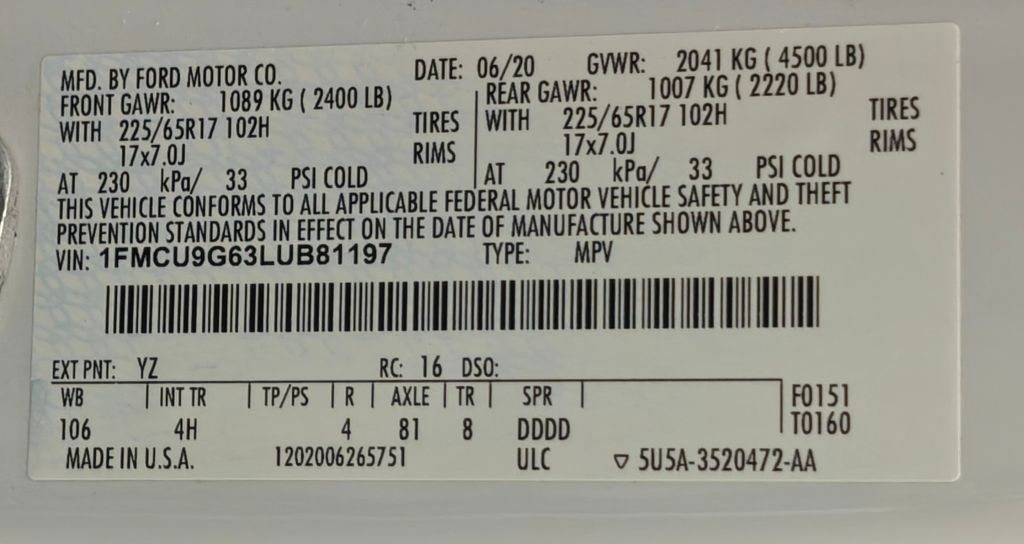 MFD. BY FORD MOTOR CO. DATE: 06/20 GVWR: 2041 KG ( 4500 LB)
FRONT GAWR: 1089 KG ( 2400 LB) REAR GAWR: 1007 KG ( 2220 LB)
WITH 225/65R17 102H TIRES WITH 225/65R17 102H TIRES
17x7.0J RIMS 17x7.0J RIMS
AT 230 kPa/ 33 PSI COLD AT 230 kPa/ 33 PSI COLD
THIS VEHICLE CONFORMS TO ALL APPLICABLE FEDERAL MOTOR VEHICLE SAFETY AND THEFT
PREVENTION STANDARDS IN EFFECT ON THE DATE OF MANUFACTURE SHOWN ABOVE.
VIN: 1FMCU9G63LUB81197 TYPE: MPV
EXT PNT: YZ RC: 16 DSO:
WB INT TR TP/PS R AXLE TR SPR F0151
106 4H 4 81 8 DDDD T0160
MADE IN U.S.A. 1202006265751 ULC ▽ 5U5A-3520472-AA